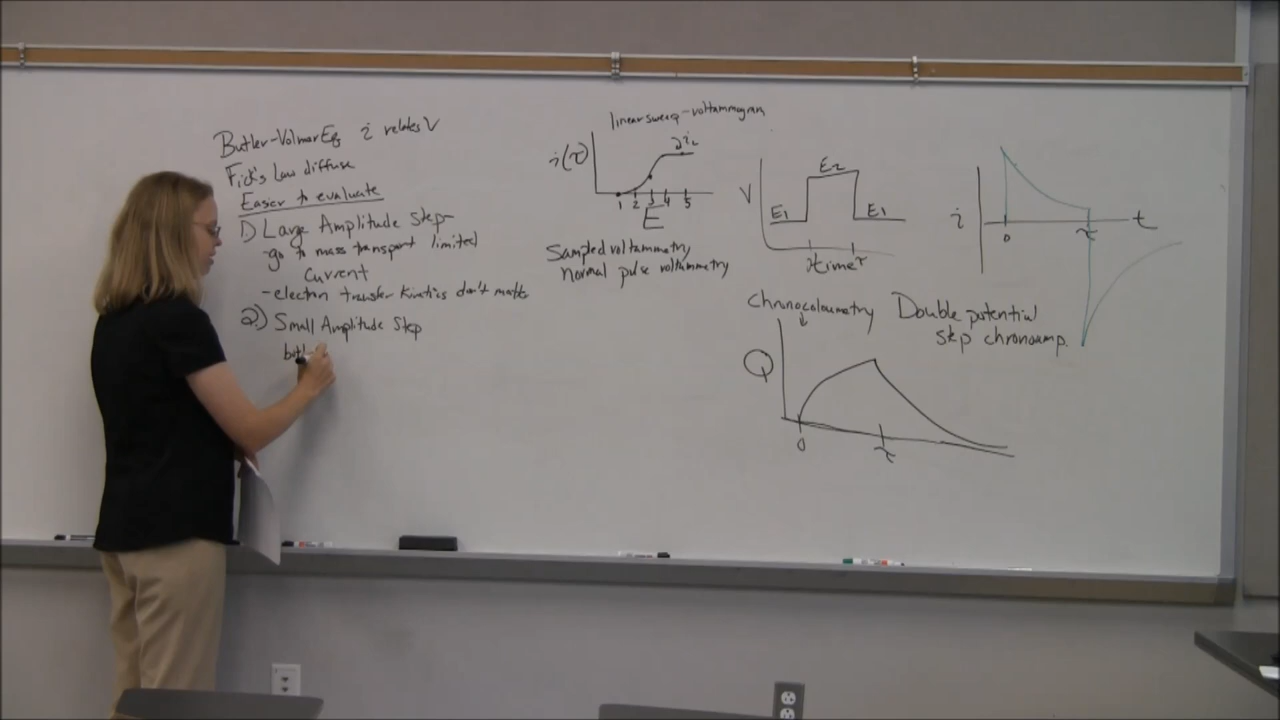 Butler-Volmer Eq i relates V
Fick's Law diffuse
Easier to evaluate
1) Large Amplitude Step-
-go to mass transport limited
current
-electron transfer kinetics don't matter
2.) Small Amplitude Step
both
linear sweep-voltammogram
i(τ)
iL
1 2 3 4 5
E
Sampled voltammetry
normal pulse voltammetry
V
E2
E1
E1
time
τ
i
0
τ
t
Double potential
step chronoamp.
Chronocoloumetry
Q
0
τ